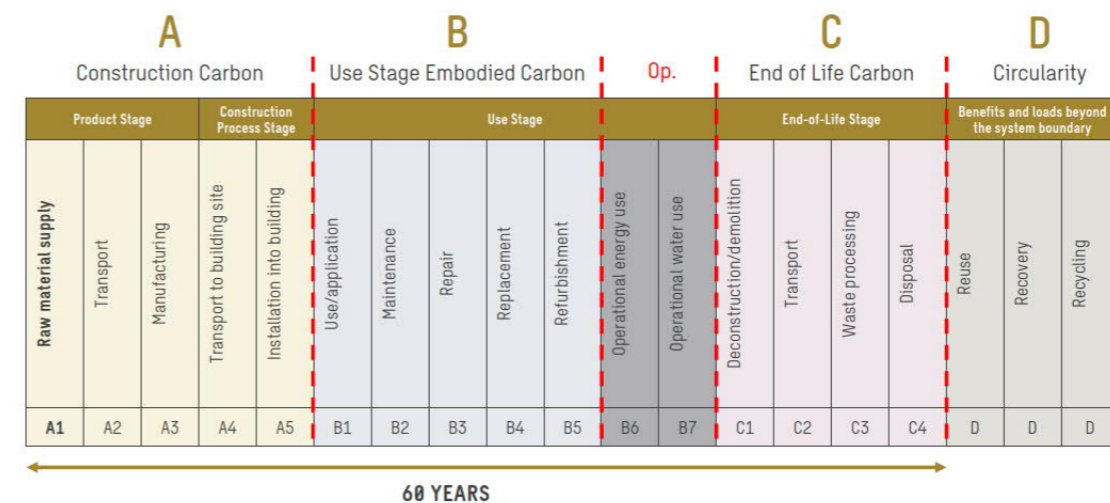 A
B
C
D
Construction Carbon
Use Stage Embodied Carbon
Op.
End of Life Carbon
Circularity
Product Stage
Construction
Process Stage
Use Stage
End-of-Life Stage
Benefits and loads beyond
the system boundary
Raw material supply
Transport
Manufacturing
Transport to building site
Installation into building
Use/application
Maintenance
Repair
Replacement
Refurbishment
Operational energy use
Operational water use
Deconstruction/demolition
Transport
Waste processing
Disposal
Reuse
Recovery
Recycling
A1
A2
A3
A4
A5
B1
B2
B3
B4
B5
B6
B7
C1
C2
C3
C4
D
D
D
60 YEARS